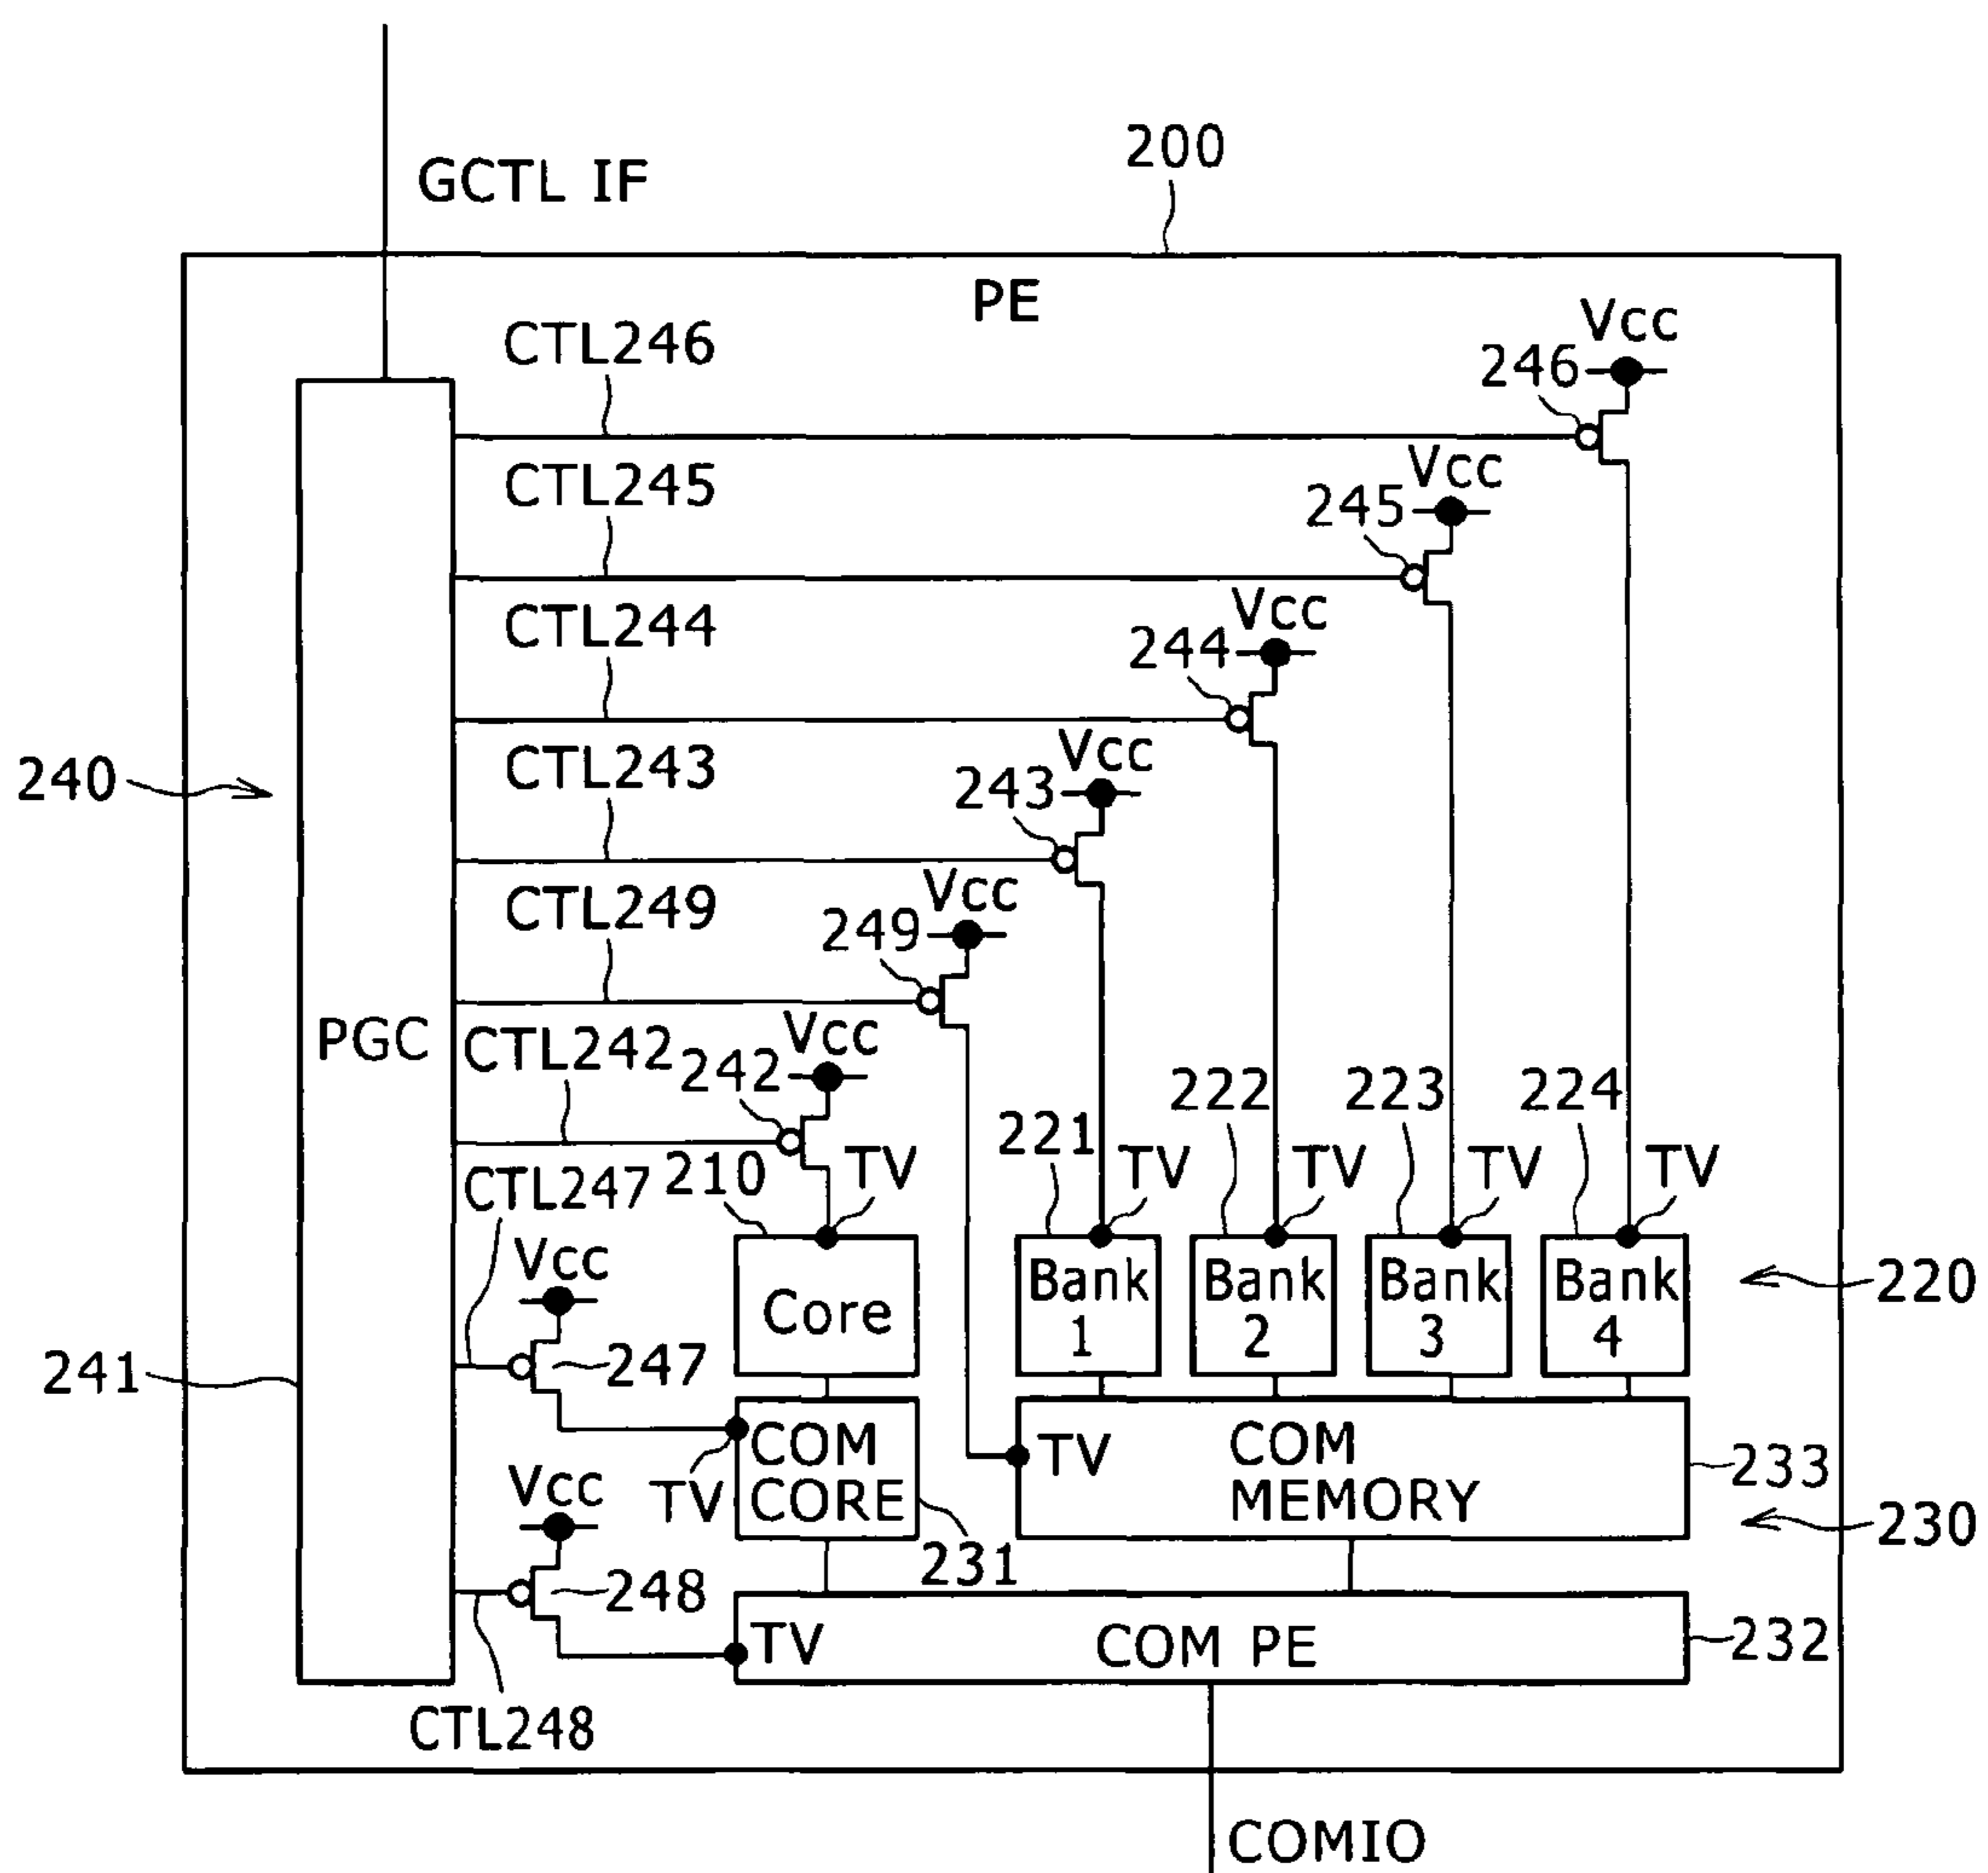 GCTL IF
200
PE
Vcc
CTL246
246
Vcc
CTL245
245
Vcc
CTL244
244
Vcc
CTL243
240
243
Vcc
CTL249
249
Vcc
PGC
CTL242
242
222
223
224
221
CTL247
210
TV
TV
TV
TV
TV
Vcc
Core
Bank
1
Bank
2
Bank
3
Bank
4
220
241
247
COM
CORE
TV
TV
COM
MEMORY
233
Vcc
230
231
248
TV
COM PE
232
CTL248
COMIO